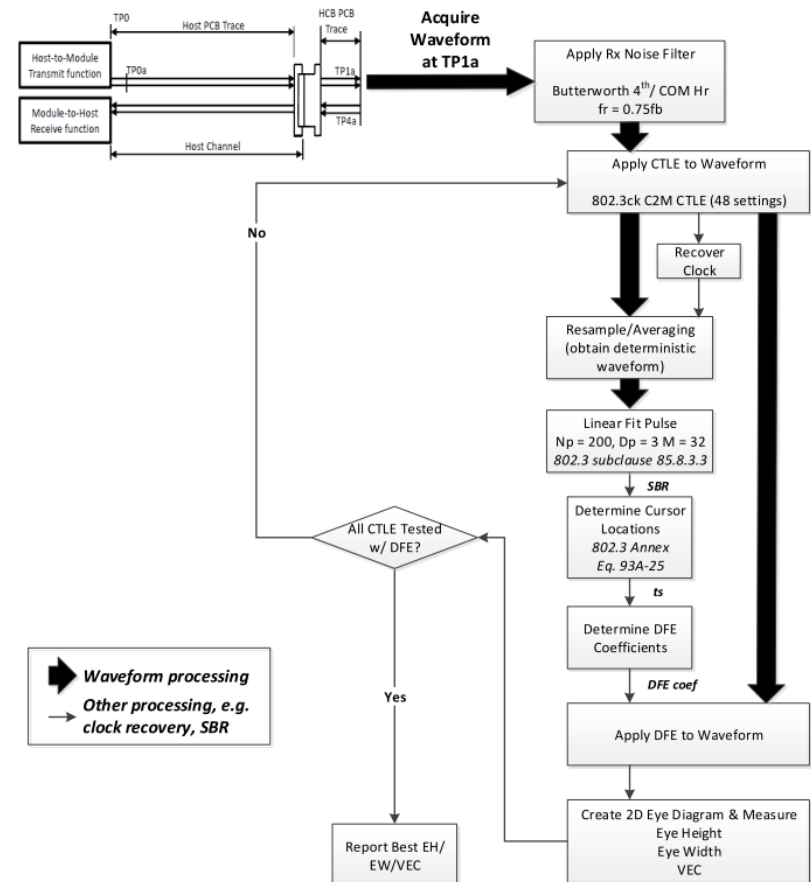 TP0
Host PCB Trace
HCB PCB
Trace
Host-to-Module
Transmit function
TP0a
TP1a
Module-to-Host
Receive function
TP4a
Host Channel
Acquire
Waveform
at TP1a
Apply Rx Noise Filter
Butterworth 4th/ COM Hr
fr = 0.75fb
Apply CTLE to Waveform
802.3ck C2M CTLE (48 settings)
No
Recover
Clock
Resample/Averaging
(obtain deterministic
waveform)
Linear Fit Pulse
Np = 200, Dp = 3 M = 32
802.3 subclause 85.8.3.3
SBR
Determine Cursor
Locations
802.3 Annex
Eq. 93A-25
ts
All CTLE Tested
w/ DFE?
Determine DFE
Coefficients
DFE coef
Waveform processing
Other processing, e.g.
clock recovery, SBR
Yes
Apply DFE to Waveform
Create 2D Eye Diagram & Measure
Eye Height
Eye Width
VEC
Report Best EH/
EW/VEC